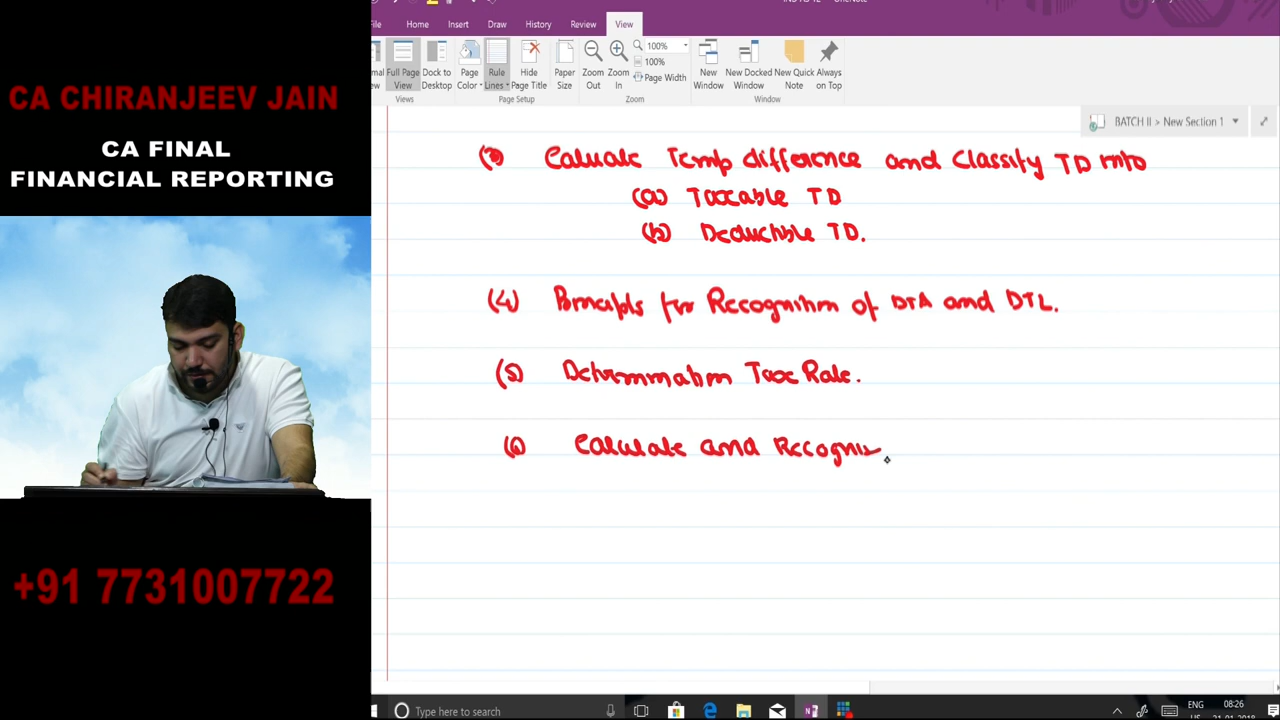 CA CHIRANJEEV JAIN
CA FINAL
FINANCIAL REPORTING
+91 7731007722
Home Insert Draw History Review View
Full Page View
Dock to Desktop
Views
Page Color
Rule Lines
Hide Page Title
Page Setup
Paper Size
Zoom Out
Zoom In
100%
100%
Page Width
Zoom
New Window
New Docked Window
New Quick Note
Always on Top
Window
BATCH II > New Section 1
(3) Calculate Temp difference and Classify TD into
(a) Taxable TD
(b) Deductible TD.
(4) Principles for Recognition of DTA and DTL.
(5) Determination Tax Rate.
(6) Calculate and Recognize
Type here to search
ENG
08:26